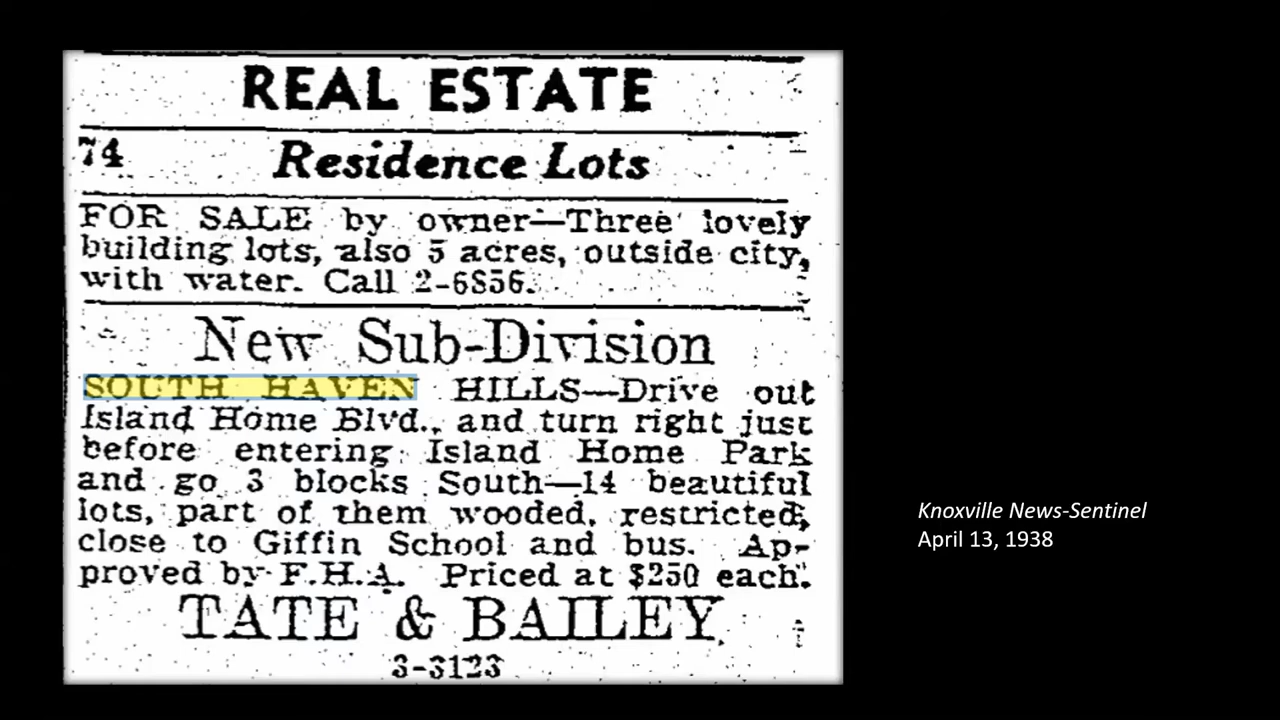 REAL ESTATE
74 Residence Lots
FOR SALE by owner—Three lovely
building lots, also 5 acres, outside city,
with water. Call 2-6856.
New Sub-Division
SOUTH HAVEN HILLS—Drive out
Island Home Blvd., and turn right just
before entering Island Home Park
and go 3 blocks South—14 beautiful
lots, part of them wooded, restricted,
close to Giffin School and bus. Ap-
proved by F.H.A. Priced at $250 each.
TATE & BAILEY
3-3123
Knoxville News-Sentinel
April 13, 1938